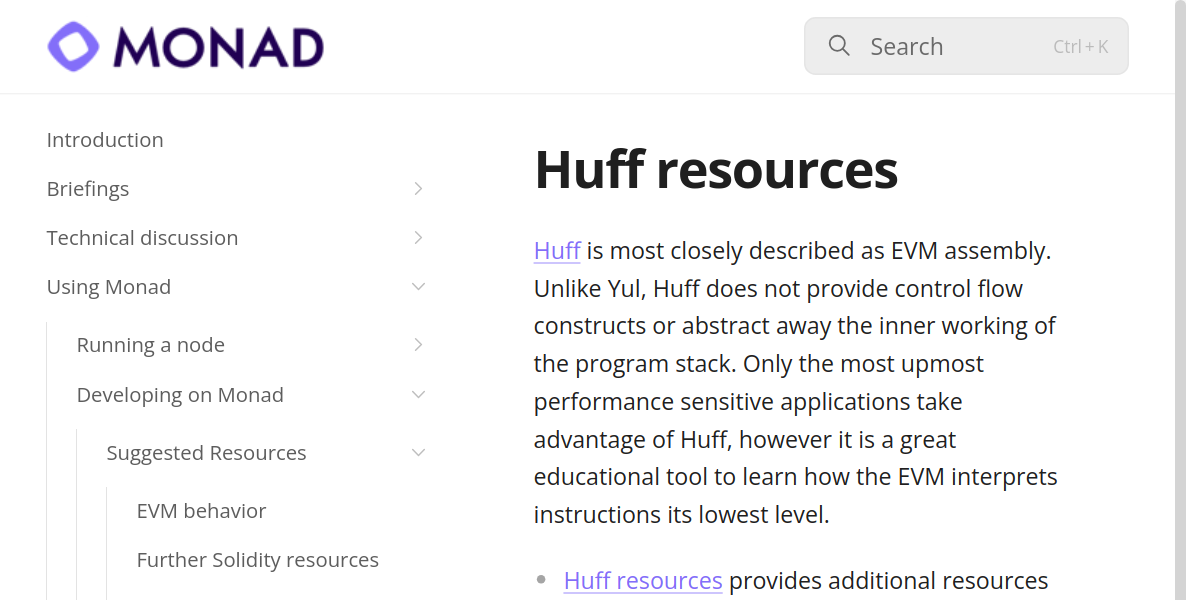 MONAD
Search Ctrl + K
Introduction
Briefings
Technical discussion
Using Monad
Running a node
Developing on Monad
Suggested Resources
EVM behavior
Further Solidity resources
Huff resources
Huff is most closely described as EVM assembly.
Unlike Yul, Huff does not provide control flow
constructs or abstract away the inner working of
the program stack. Only the most upmost
performance sensitive applications take
advantage of Huff, however it is a great
educational tool to learn how the EVM interprets
instructions its lowest level.
Huff resources provides additional resources